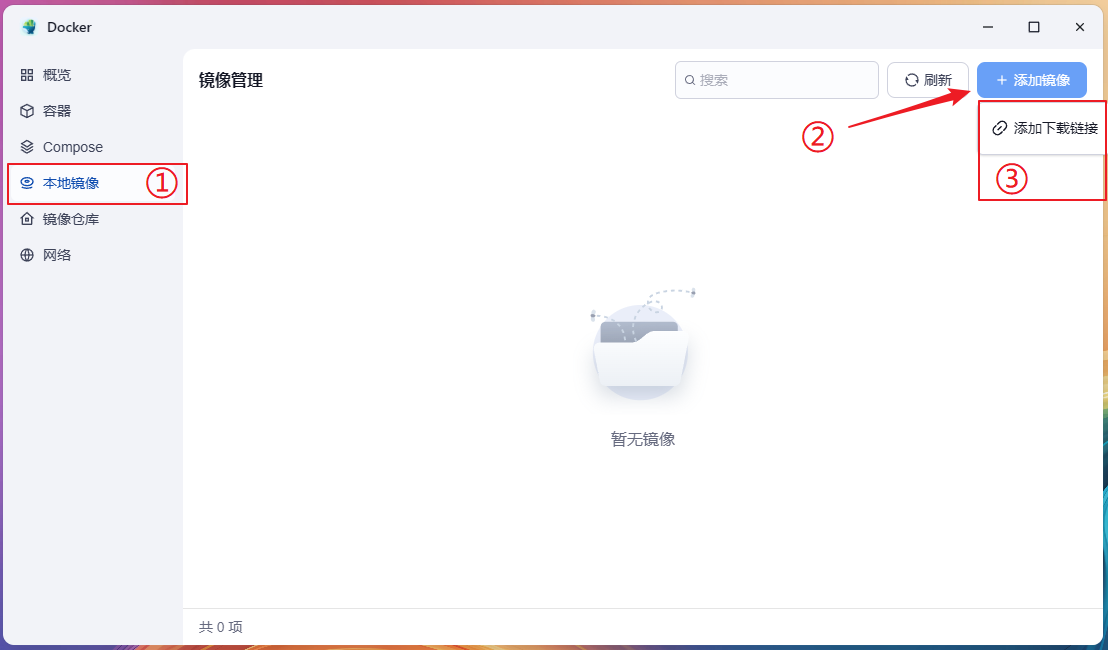 Docker
概览
容器
Compose
本地镜像 ①
镜像仓库
网络
镜像管理
搜索
刷新
+ 添加镜像
②
添加下载链接
③
暂无镜像
共 0 项